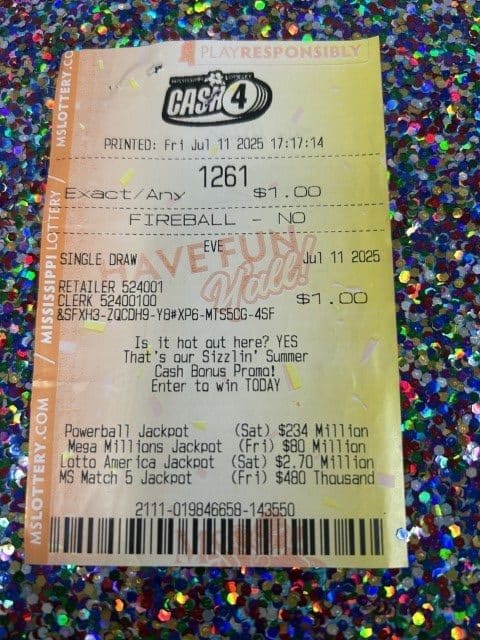 PLAYRESPONSIBLY
MISSISSIPPI LOTTERY
CASH 4
PRINTED: Fri Jul 11 2025 17:17:14
1261
Exact/Any $1.00
FIREBALL - NO
EVE
SINGLE DRAW Jul 11 2025
HAVE FUN
Y'all!
RETAILER 524001
CLERK 52400100 $1.00
&SFXH3-ZQCDH9-Y8#XP6-MTS5CG-4SF
Is it hot out here? YES
That's our Sizzlin' Summer
Cash Bonus Promo!
Enter to win TODAY
Powerball Jackpot (Sat) $234 Million
Mega Millions Jackpot (Fri) $80 Million
Lotto America Jackpot (Sat) $2.70 Million
MS Match 5 Jackpot (Fri) $480 Thousand
2111-019846658-143550
MSLOTTERY.COM / MISSISSIPPI LOTTERY / MSLOTTERY.CO